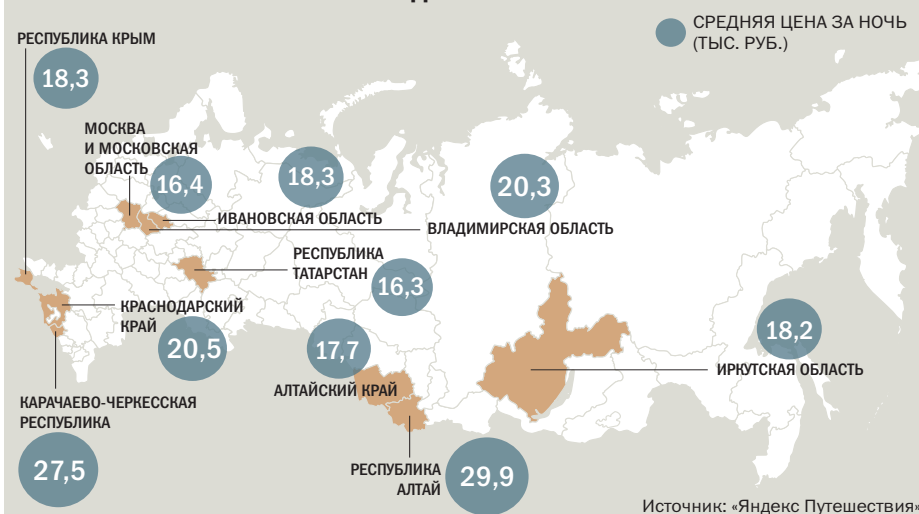 СРЕДНЯЯ ЦЕНА ЗА НОЧЬ
(ТЫС. РУБ.)
РЕСПУБЛИКА КРЫМ
18,3
МОСКВА
И МОСКОВСКАЯ
ОБЛАСТЬ
16,4
18,3
ИВАНОВСКАЯ ОБЛАСТЬ
20,3
ВЛАДИМИРСКАЯ ОБЛАСТЬ
РЕСПУБЛИКА
ТАТАРСТАН
16,3
КРАСНОДАРСКИЙ
КРАЙ
20,5
17,7
АЛТАЙСКИЙ КРАЙ
18,2
ИРКУТСКАЯ ОБЛАСТЬ
КАРАЧАЕВО-ЧЕРКЕССКАЯ
РЕСПУБЛИКА
27,5
РЕСПУБЛИКА
АЛТАЙ
29,9
Источник: «Яндекс Путешествия»